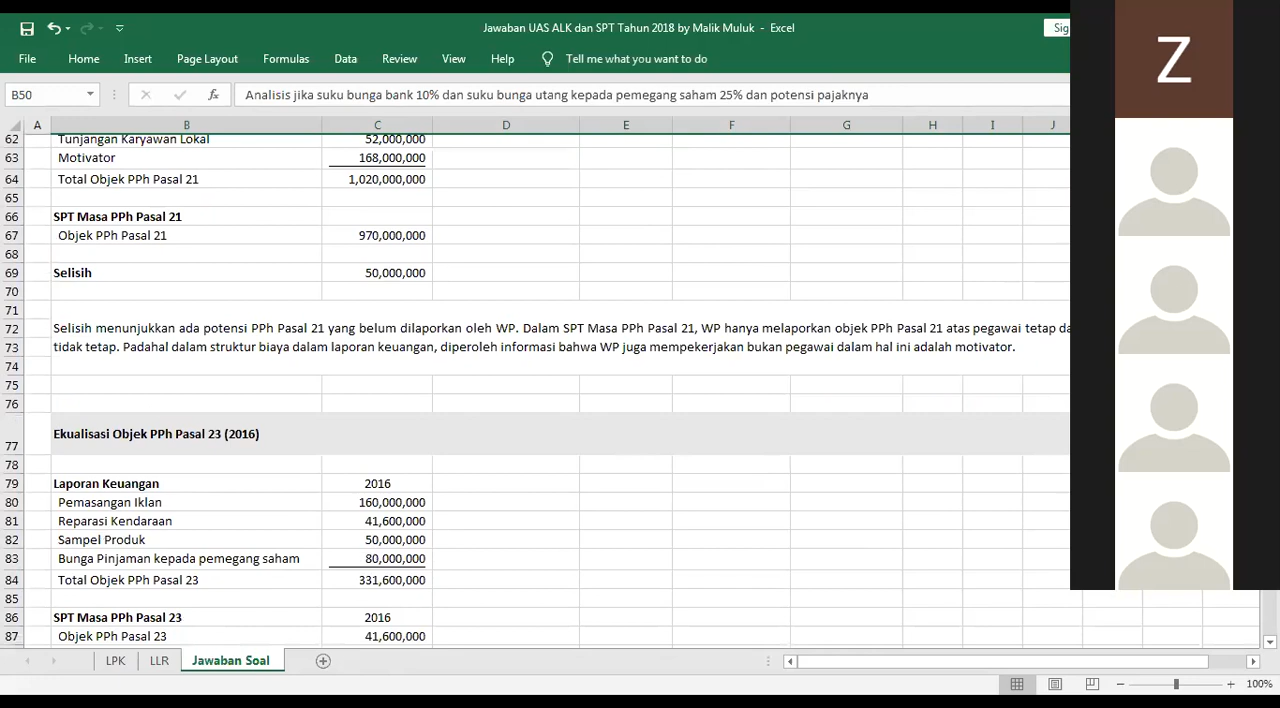 Jawaban UAS ALK dan SPT Tahun 2018 by Malik Muluk - Excel
Sig
Z
File Home Insert Page Layout Formulas Data Review View Help Tell me what you want to do
B50 fx Analisis jika suku bunga bank 10% dan suku bunga utang kepada pemegang saham 25% dan potensi pajaknya
A B C D E F G H I J
62 Tunjangan Karyawan Lokal 52,000,000
63 Motivator 168,000,000
64 Total Objek PPh Pasal 21 1,020,000,000
65
66 SPT Masa PPh Pasal 21
67 Objek PPh Pasal 21 970,000,000
68
69 Selisih 50,000,000
70
71
72 Selisih menunjukkan ada potensi PPh Pasal 21 yang belum dilaporkan oleh WP. Dalam SPT Masa PPh Pasal 21, WP hanya melaporkan objek PPh Pasal 21 atas pegawai tetap da
73 tidak tetap. Padahal dalam struktur biaya dalam laporan keuangan, diperoleh informasi bahwa WP juga mempekerjakan bukan pegawai dalam hal ini adalah motivator.
74
75
76
77 Ekualisasi Objek PPh Pasal 23 (2016)
78
79 Laporan Keuangan 2016
80 Pemasangan Iklan 160,000,000
81 Reparasi Kendaraan 41,600,000
82 Sampel Produk 50,000,000
83 Bunga Pinjaman kepada pemegang saham 80,000,000
84 Total Objek PPh Pasal 23 331,600,000
85
86 SPT Masa PPh Pasal 23 2016
87 Objek PPh Pasal 23 41,600,000
LPK LLR Jawaban Soal
100%